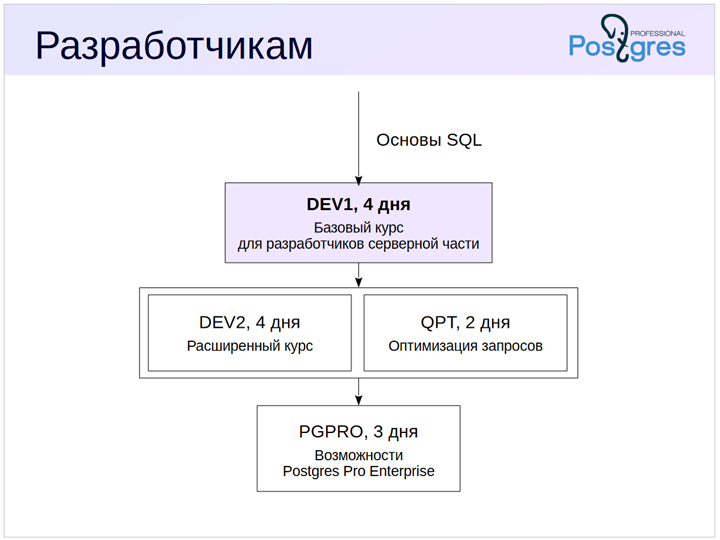 Разработчикам
PROFESSIONAL
Postgres
Основы SQL
DEV1, 4 дня
Базовый курс
для разработчиков серверной части
DEV2, 4 дня
Расширенный курс
QPT, 2 дня
Оптимизация запросов
PGPRO, 3 дня
Возможности
Postgres Pro Enterprise